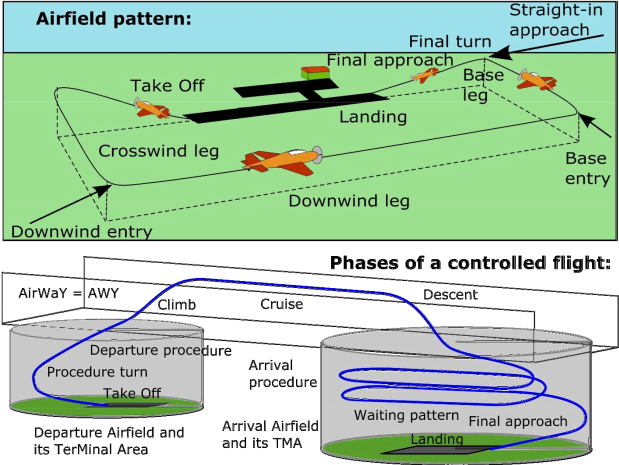 Airfield pattern:
Straight-in
approach
Final turn
Final approach
Take Off
Base
leg
Landing
Crosswind leg
Base
entry
Downwind leg
Downwind entry
Phases of a controlled flight:
AirWaY = AWY
Climb
Cruise
Descent
Departure procedure
Procedure turn
Take Off
Arrival
procedure
Waiting pattern
Final approach
Landing
Departure Airfield and
its TerMinal Area
Arrival Airfield
and its TMA